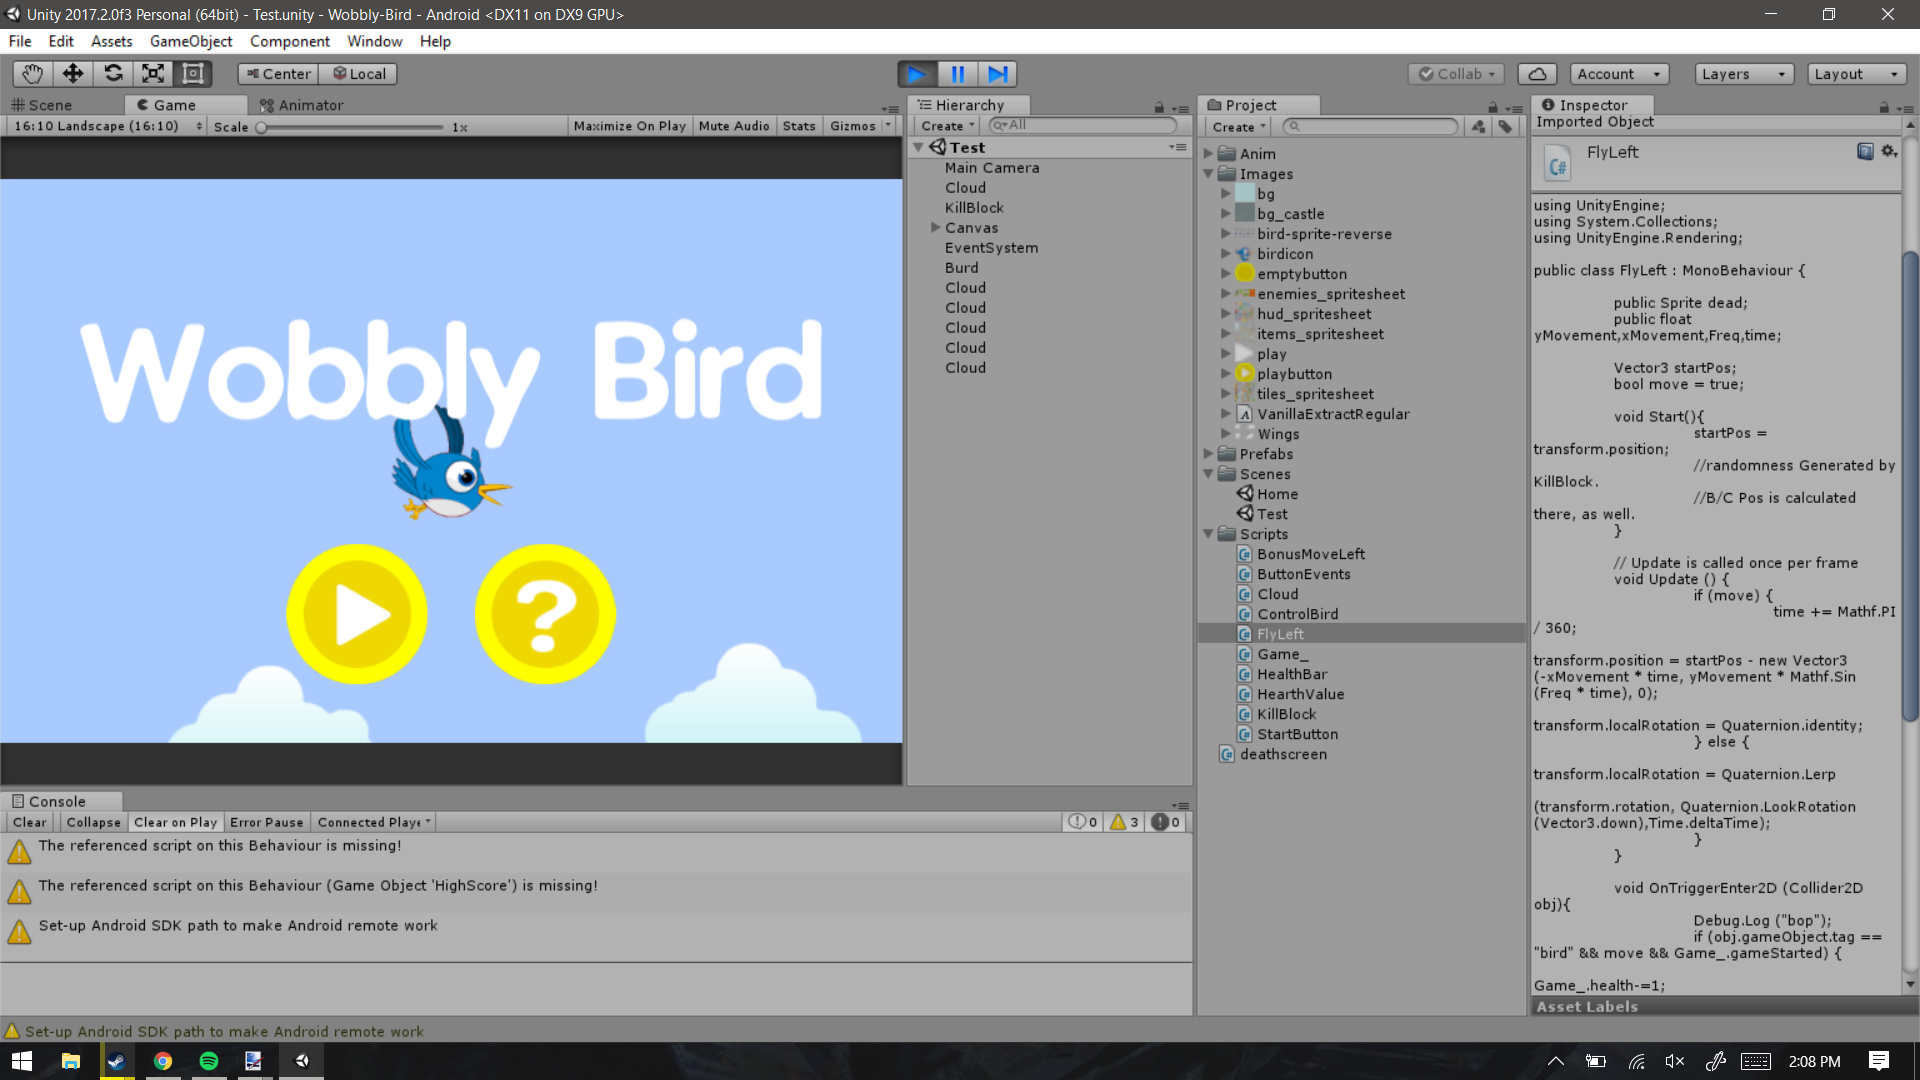 Unity 2017.2.0f3 Personal (64bit) - Test.unity - Wobbly-Bird - Android <DX11 on DX9 GPU>
File Edit Assets GameObject Component Window Help
Center Local
Collab Account Layers Layout
Scene Game Animator
16:10 Landscape (16:10) Scale 1x Maximize On Play Mute Audio Stats Gizmos
Wobbly Bird
?
Hierarchy
Create All
Test
Main Camera
Cloud
KillBlock
Canvas
EventSystem
Burd
Cloud
Cloud
Cloud
Cloud
Cloud
Project
Create
Anim
Images
bg
bg_castle
bird-sprite-reverse
birdicon
emptybutton
enemies_spritesheet
hud_spritesheet
items_spritesheet
play
playbutton
tiles_spritesheet
VanillaExtractRegular
Wings
Prefabs
Scenes
Home
Test
Scripts
BonusMoveLeft
ButtonEvents
Cloud
ControlBird
FlyLeft
Game_
HealthBar
HearthValue
KillBlock
StartButton
deathscreen
Inspector
Imported Object
C#
FlyLeft
using UnityEngine;
using System.Collections;
using UnityEngine.Rendering;
public class FlyLeft : MonoBehaviour {
public Sprite dead;
public float
yMovement,xMovement,Freq,time;
Vector3 startPos;
bool move = true;
void Start(){
startPos =
transform.position;
//randomness Generated by
KillBlock.
//B/C Pos is calculated
there, as well.
}
// Update is called once per frame
void Update () {
if (move) {
time += Mathf.PI
/ 360;
transform.position = startPos - new Vector3
(-xMovement * time, yMovement * Mathf.Sin
(Freq * time), 0);
transform.localRotation = Quaternion.identity;
} else {
transform.localRotation = Quaternion.Lerp
(transform.rotation, Quaternion.LookRotation
(Vector3.down),Time.deltaTime);
}
}
void OnTriggerEnter2D (Collider2D
obj){
Debug.Log ("bop");
if (obj.gameObject.tag ==
"bird" && move && Game_.gameStarted) {
Game_.health-=1;
Asset Labels
Console
Clear Collapse Clear on Play Error Pause Connected Playe 0 3 0
The referenced script on this Behaviour is missing!
The referenced script on this Behaviour (Game Object 'HighScore') is missing!
Set-up Android SDK path to make Android remote work
Set-up Android SDK path to make Android remote work
2:08 PM